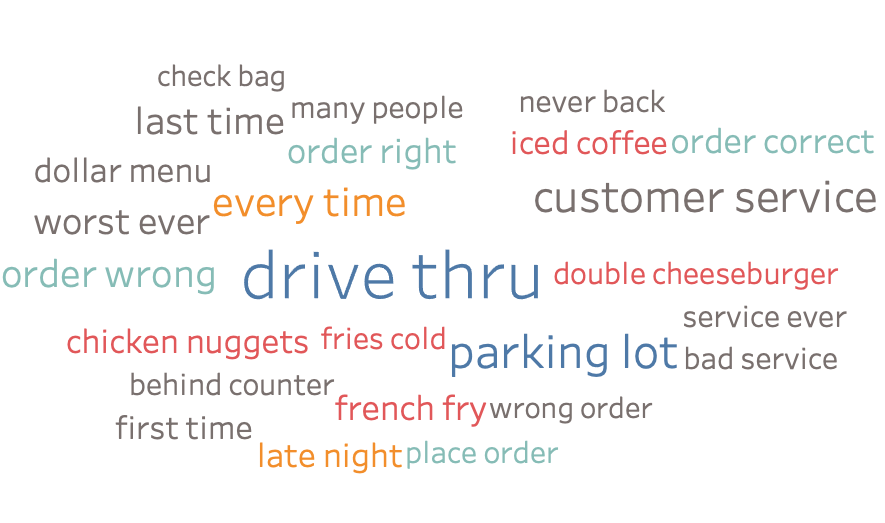 check bag
never back
last time
many people
iced coffee
order correct
order right
dollar menu
customer service
every time
worst ever
drive thru
double cheeseburger
order wrong
service ever
chicken nuggets
fries cold
parking lot
bad service
behind counter
french fry
wrong order
first time
late night
place order